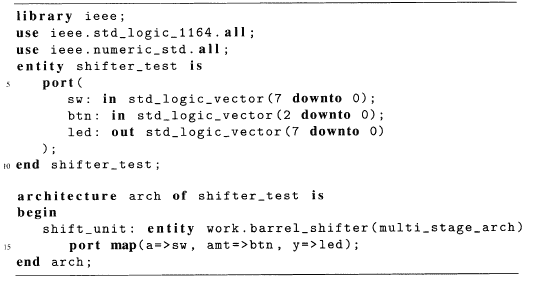 library ieee;
use ieee.std_logic_1164.all;
use ieee.numeric_std.all;
entity shifter_test is
5 port(
sw: in std_logic_vector(7 downto 0);
btn: in std_logic_vector(2 downto 0);
led: out std_logic_vector(7 downto 0)
);
10 end shifter_test;
architecture arch of shifter_test is
begin
shift_unit: entity work.barrel_shifter(multi_stage_arch)
15 port map(a=>sw, amt=>btn, y=>led);
end arch;